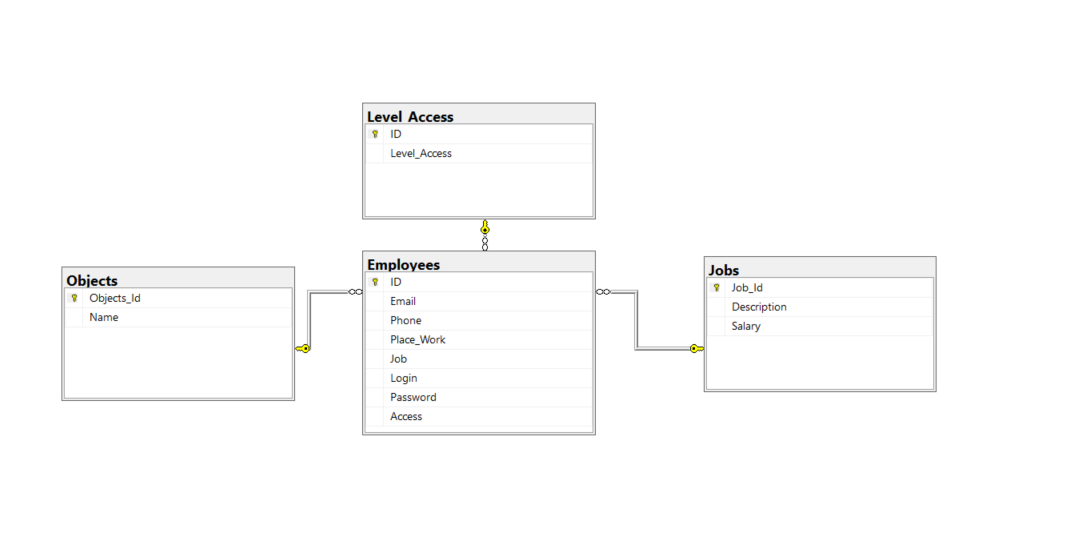 Level Access
ID
Level_Access
Objects
Objects_Id
Name
Employees
ID
Email
Phone
Place_Work
Job
Login
Password
Access
Jobs
Job_Id
Description
Salary